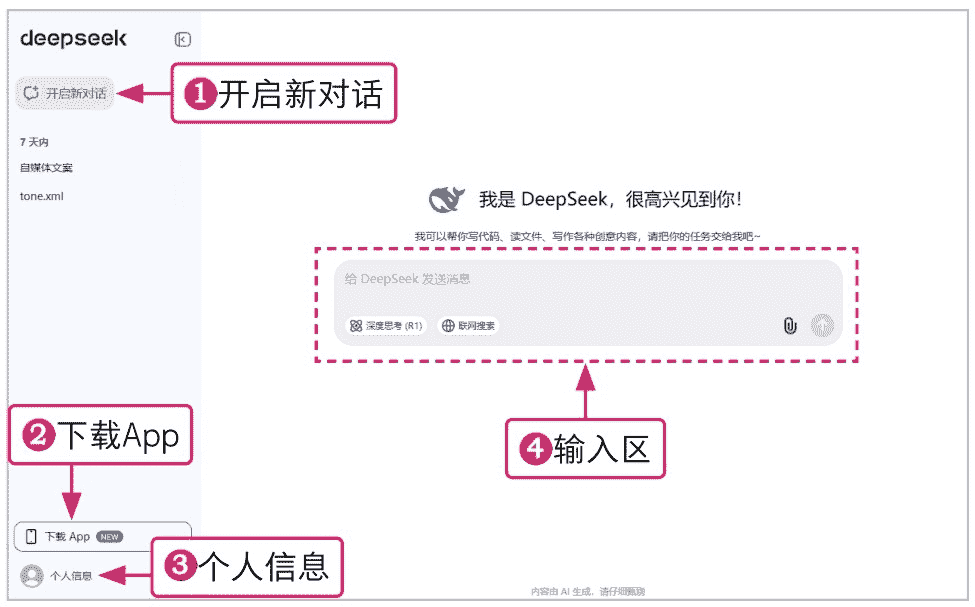 deepseek
开启新对话
❶开启新对话
7 天内
自媒体文案
tone.xml
我是 DeepSeek，很高兴见到你！
我可以帮你写代码、读文件、写作各种创意内容，请把你的任务交给我吧~
给 DeepSeek 发送消息
深度思考 (R1)
联网搜索
❷下载App
❹输入区
下载 App NEW
❸个人信息
个人信息
内容由 AI 生成，请仔细甄别